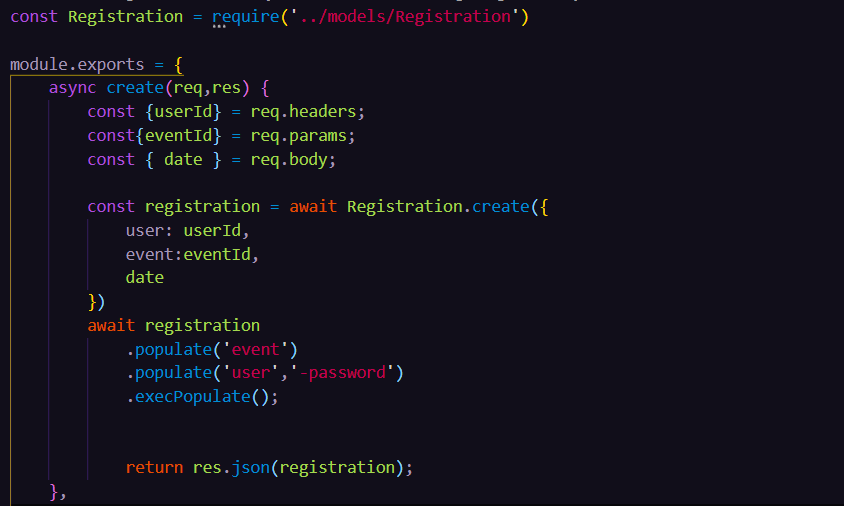 const Registration = require('../models/Registration')
module.exports = {
async create(req,res) {
const {userId} = req.headers;
const{eventId} = req.params;
const { date } = req.body;
const registration = await Registration.create({
user: userId,
event:eventId,
date
})
await registration
.populate('event')
.populate('user','-password')
.execPopulate();
return res.json(registration);
},